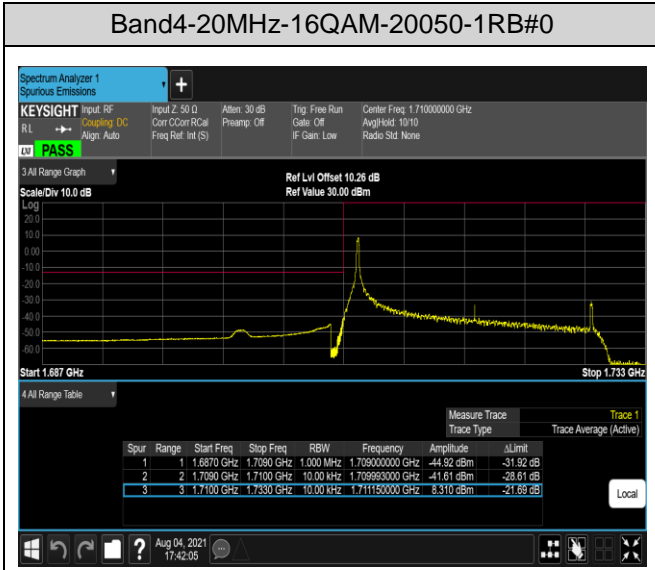 Band4-20MHz-16QAM-20050-1RB#0
Spectrum Analyzer 1
Spurious Emissions
+
KEYSIGHT Input: RF Input Z: 50 Ω Atten: 30 dB Trig: Free Run Center Freq: 1.710000000 GHz
Coupling: DC Corr CCorr RCal Preamp: Off Gate: Off Avg|Hold: 10/10
R L Align: Auto Freq Ref: Int (S) IF Gain: Low Radio Std: None
LXI PASS
3 All Range Graph
Ref Lvl Offset 10.26 dB
Scale/Div 10.0 dB Ref Value 30.00 dBm
Log
20.0
10.0
0.00
-10.0
-20.0
-30.0
-40.0
-50.0
-60.0
Start 1.687 GHz Stop 1.733 GHz
4 All Range Table
Measure Trace Trace 1
Trace Type Trace Average (Active)
Spur Range Start Freq Stop Freq RBW Frequency Amplitude ΔLimit
1 1 1.6870 GHz 1.7090 GHz 1.000 MHz 1.709000000 GHz -44.92 dBm -31.92 dB
2 2 1.7090 GHz 1.7100 GHz 10.00 kHz 1.709993000 GHz -41.61 dBm -28.61 dB
3 3 1.7100 GHz 1.7330 GHz 10.00 kHz 1.711150000 GHz 8.310 dBm -21.69 dB
Local
? Aug 04, 2021
17:42:05